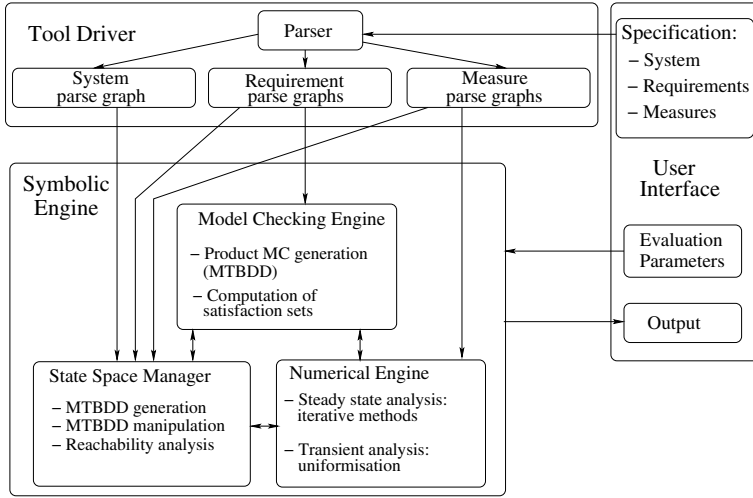 Tool Driver
Parser
System
parse graph
Requirement
parse graphs
Measure
parse graphs
Specification:
– System
– Requirements
– Measures
User
Interface
Evaluation
Parameters
Output
Symbolic
Engine
Model Checking Engine
– Product MC generation
(MTBDD)
– Computation of
satisfaction sets
State Space Manager
– MTBDD generation
– MTBDD manipulation
– Reachability analysis
Numerical Engine
– Steady state analysis:
iterative methods
– Transient analysis:
uniformisation